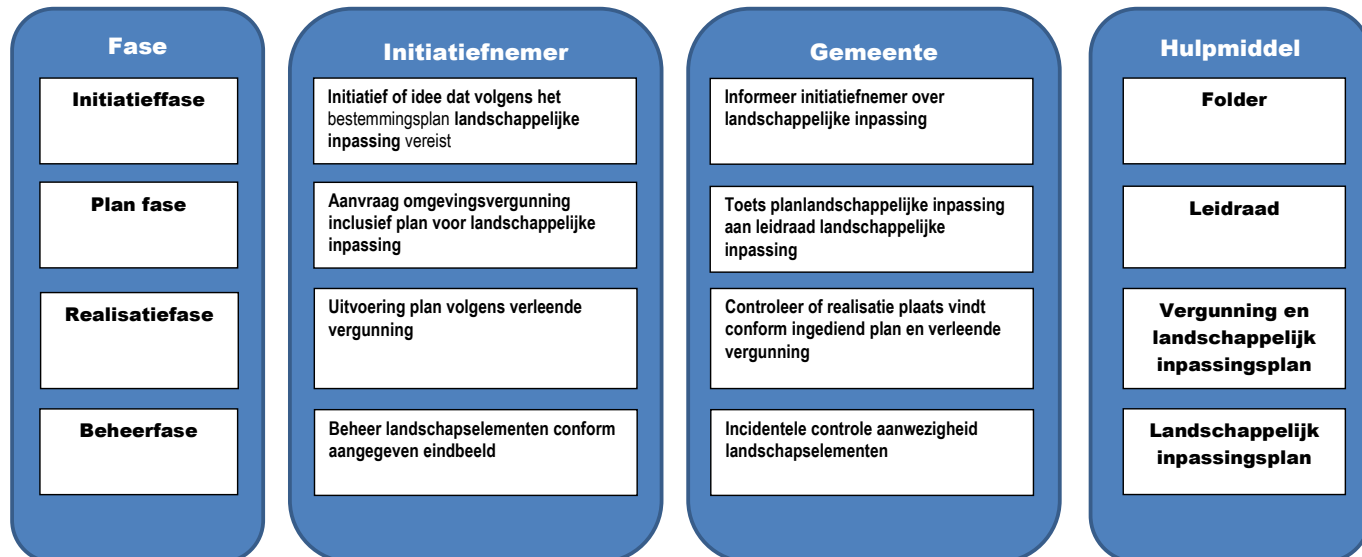 Fase
Initiatiefnemer
Gemeente
Hulpmiddel
Initiatieffase
Initiatief of idee dat volgens het
bestemmingsplan landschappelijke
inpassing vereist
Informeer initiatiefnemer over
landschappelijke inpassing
Folder
Plan fase
Aanvraag omgevingsvergunning
inclusief plan voor landschappelijke
inpassing
Toets planlandschappelijke inpassing
aan leidraad landschappelijke
inpassing
Leidraad
Realisatiefase
Uitvoering plan volgens verleende
vergunning
Controleer of realisatie plaats vindt
conform ingediend plan en verleende
vergunning
Vergunning en
landschappelijk
inpassingsplan
Beheerfase
Beheer landschapselementen conform
aangegeven eindbeeld
Incidentele controle aanwezigheid
landschapselementen
Landschappelijk
inpassingsplan